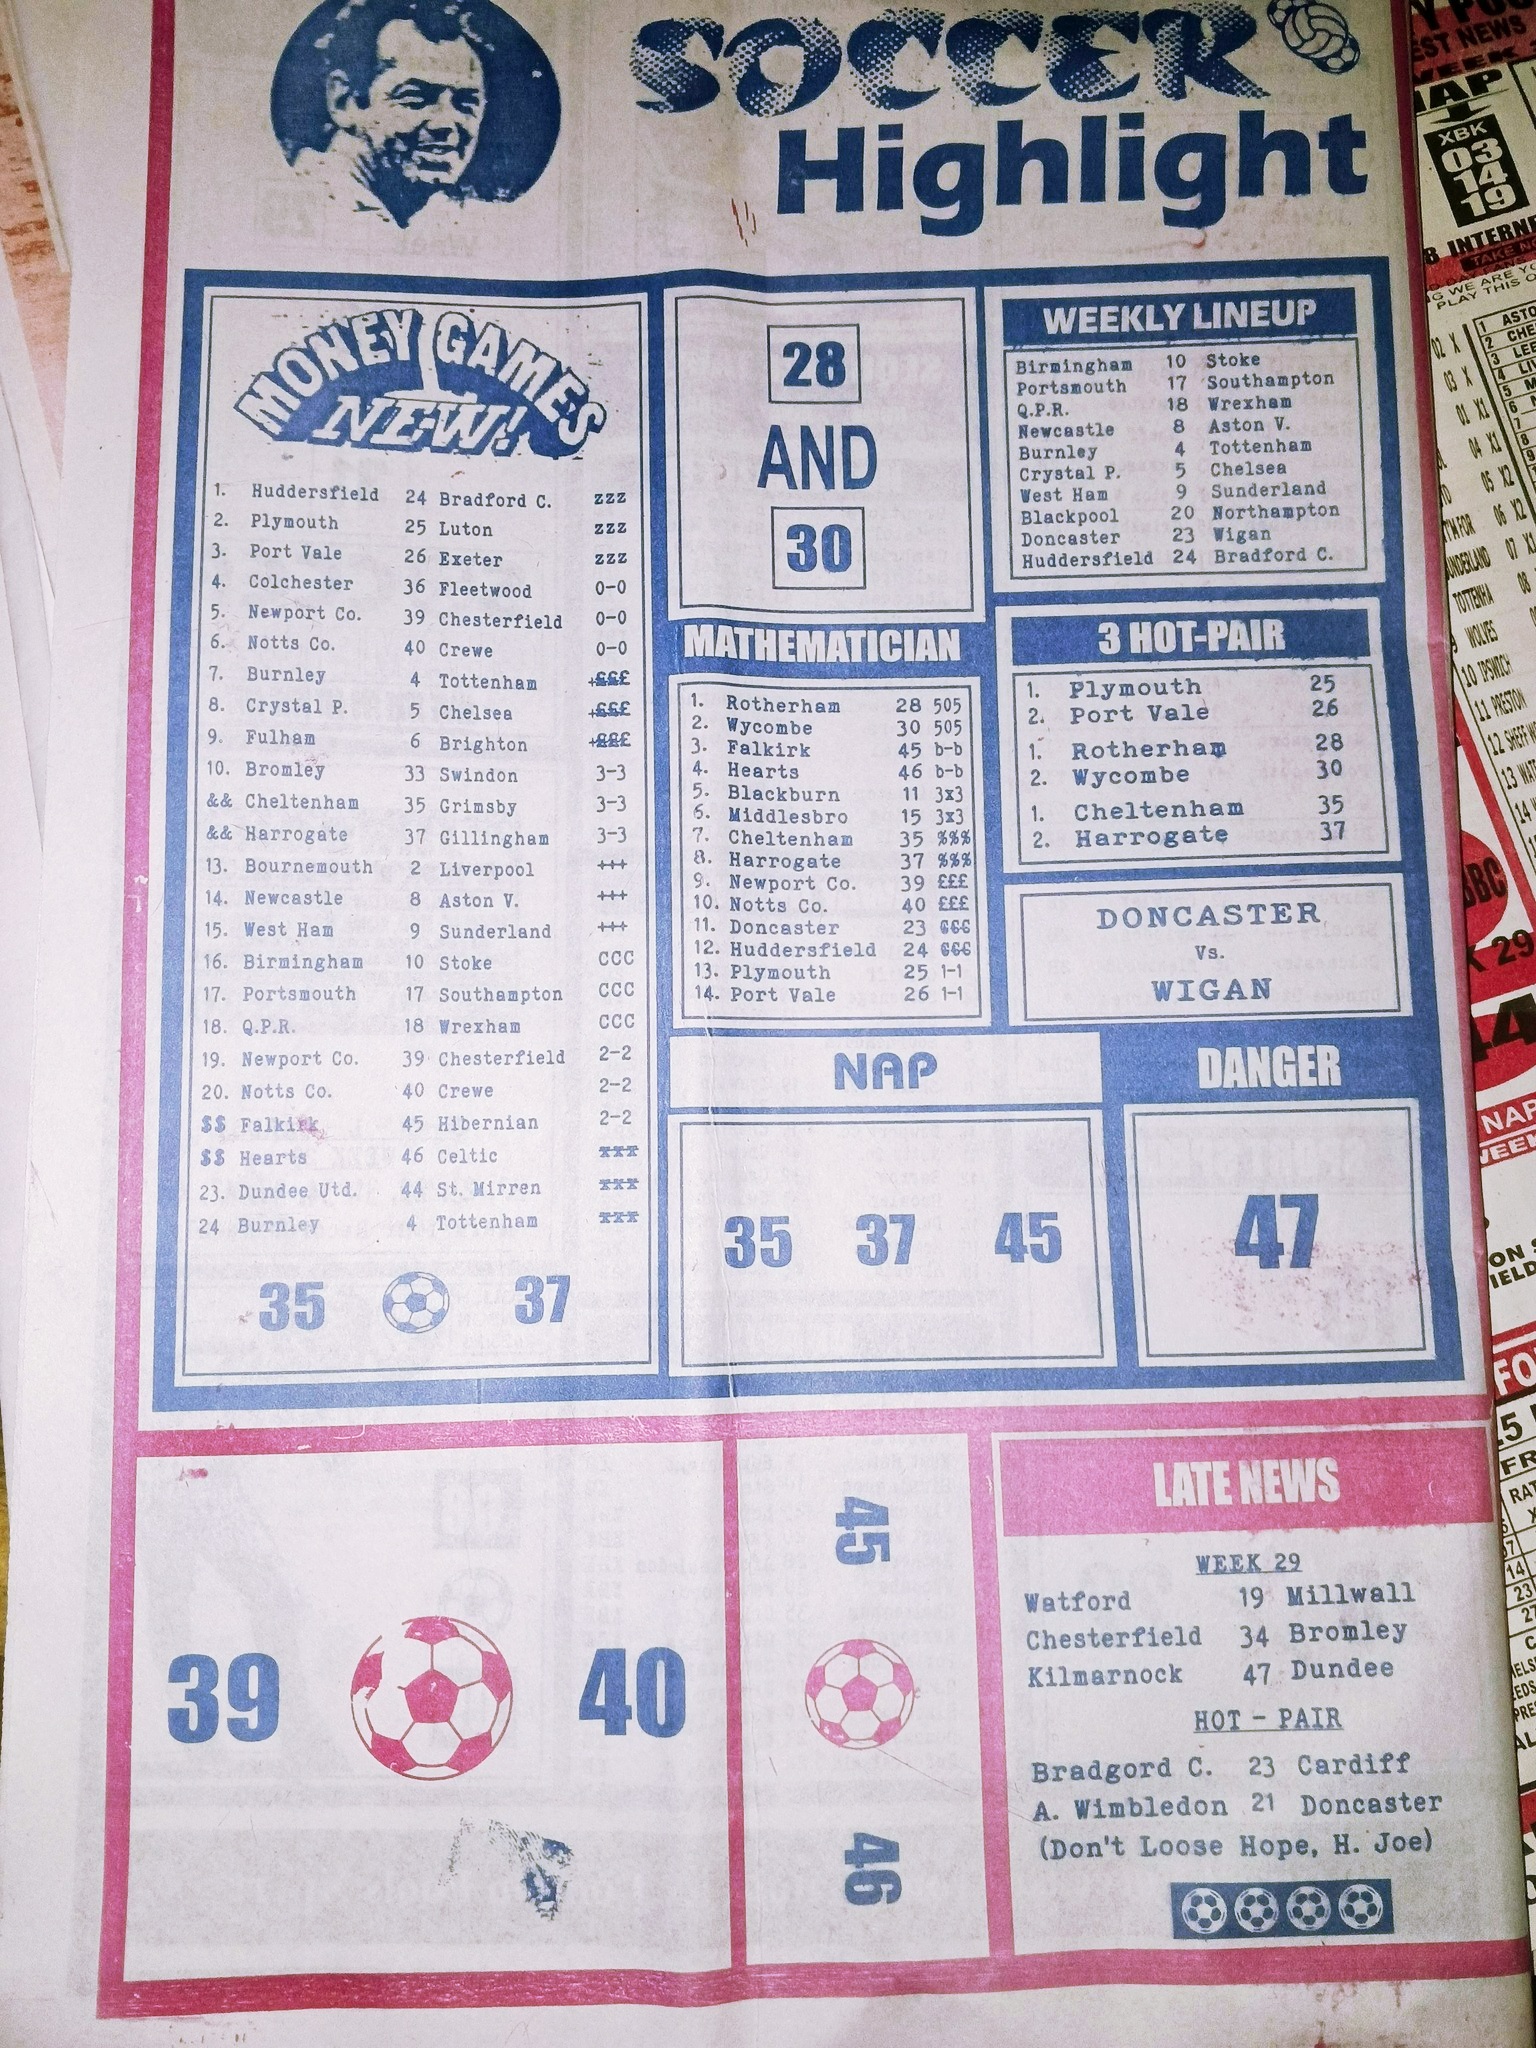 SOCCER
Highlight
MONEY GAMES
NEW!
1. Huddersfield 24 Bradford C. zzz
2. Plymouth 25 Luton zzz
3. Port Vale 26 Exeter zzz
4. Colchester 36 Fleetwood 0-0
5. Newport Co. 39 Chesterfield 0-0
6. Notts Co. 40 Crewe 0-0
7. Burnley 4 Tottenham +£££
8. Crystal P. 5 Chelsea +£££
9. Fulham 6 Brighton +£££
10. Bromley 33 Swindon 3-3
&& Cheltenham 35 Grimsby 3-3
&& Harrogate 37 Gillingham 3-3
13. Bournemouth 2 Liverpool +++
14. Newcastle 8 Aston V. +++
15. West Ham 9 Sunderland +++
16. Birmingham 10 Stoke CCC
17. Portsmouth 17 Southampton CCC
18. Q.P.R. 18 Wrexham CCC
19. Newport Co. 39 Chesterfield 2-2
20. Notts Co. 40 Crewe 2-2
$$ Falkirk 45 Hibernian 2-2
$$ Hearts 46 Celtic
23. Dundee Utd. 44 St. Mirren
24 Burnley 4 Tottenham
35 37
28
AND
30
MATHEMATICIAN
1. Rotherham 28 505
2. Wycombe 30 505
3. Falkirk 45 b-b
4. Hearts 46 b-b
5. Blackburn 11 3x3
6. Middlesbro 15 3x3
7. Cheltenham 35 %%%
8. Harrogate 37 %%%
9. Newport Co. 39 £££
10. Notts Co. 40 £££
11. Doncaster 23
12. Huddersfield 24
13. Plymouth 25 1-1
14. Port Vale 26 1-1
WEEKLY LINEUP
Birmingham 10 Stoke
Portsmouth 17 Southampton
Q.P.R. 18 Wrexham
Newcastle 8 Aston V.
Burnley 4 Tottenham
Crystal P. 5 Chelsea
West Ham 9 Sunderland
Blackpool 20 Northampton
Doncaster 23 Wigan
Huddersfield 24 Bradford C.
3 HOT-PAIR
1. Plymouth 25
2. Port Vale 26
1. Rotherham 28
2. Wycombe 30
1. Cheltenham 35
2. Harrogate 37
DONCASTER
Vs.
WIGAN
NAP
35 37 45
DANGER
47
39 40
45
46
LATE NEWS
WEEK 29
Watford 19 Millwall
Chesterfield 34 Bromley
Kilmarnock 47 Dundee
HOT - PAIR
Bradgord C. 23 Cardiff
A. Wimbledon 21 Doncaster
(Don't Loose Hope, H. Joe)
XBK
03
14
19
PLAY THIS